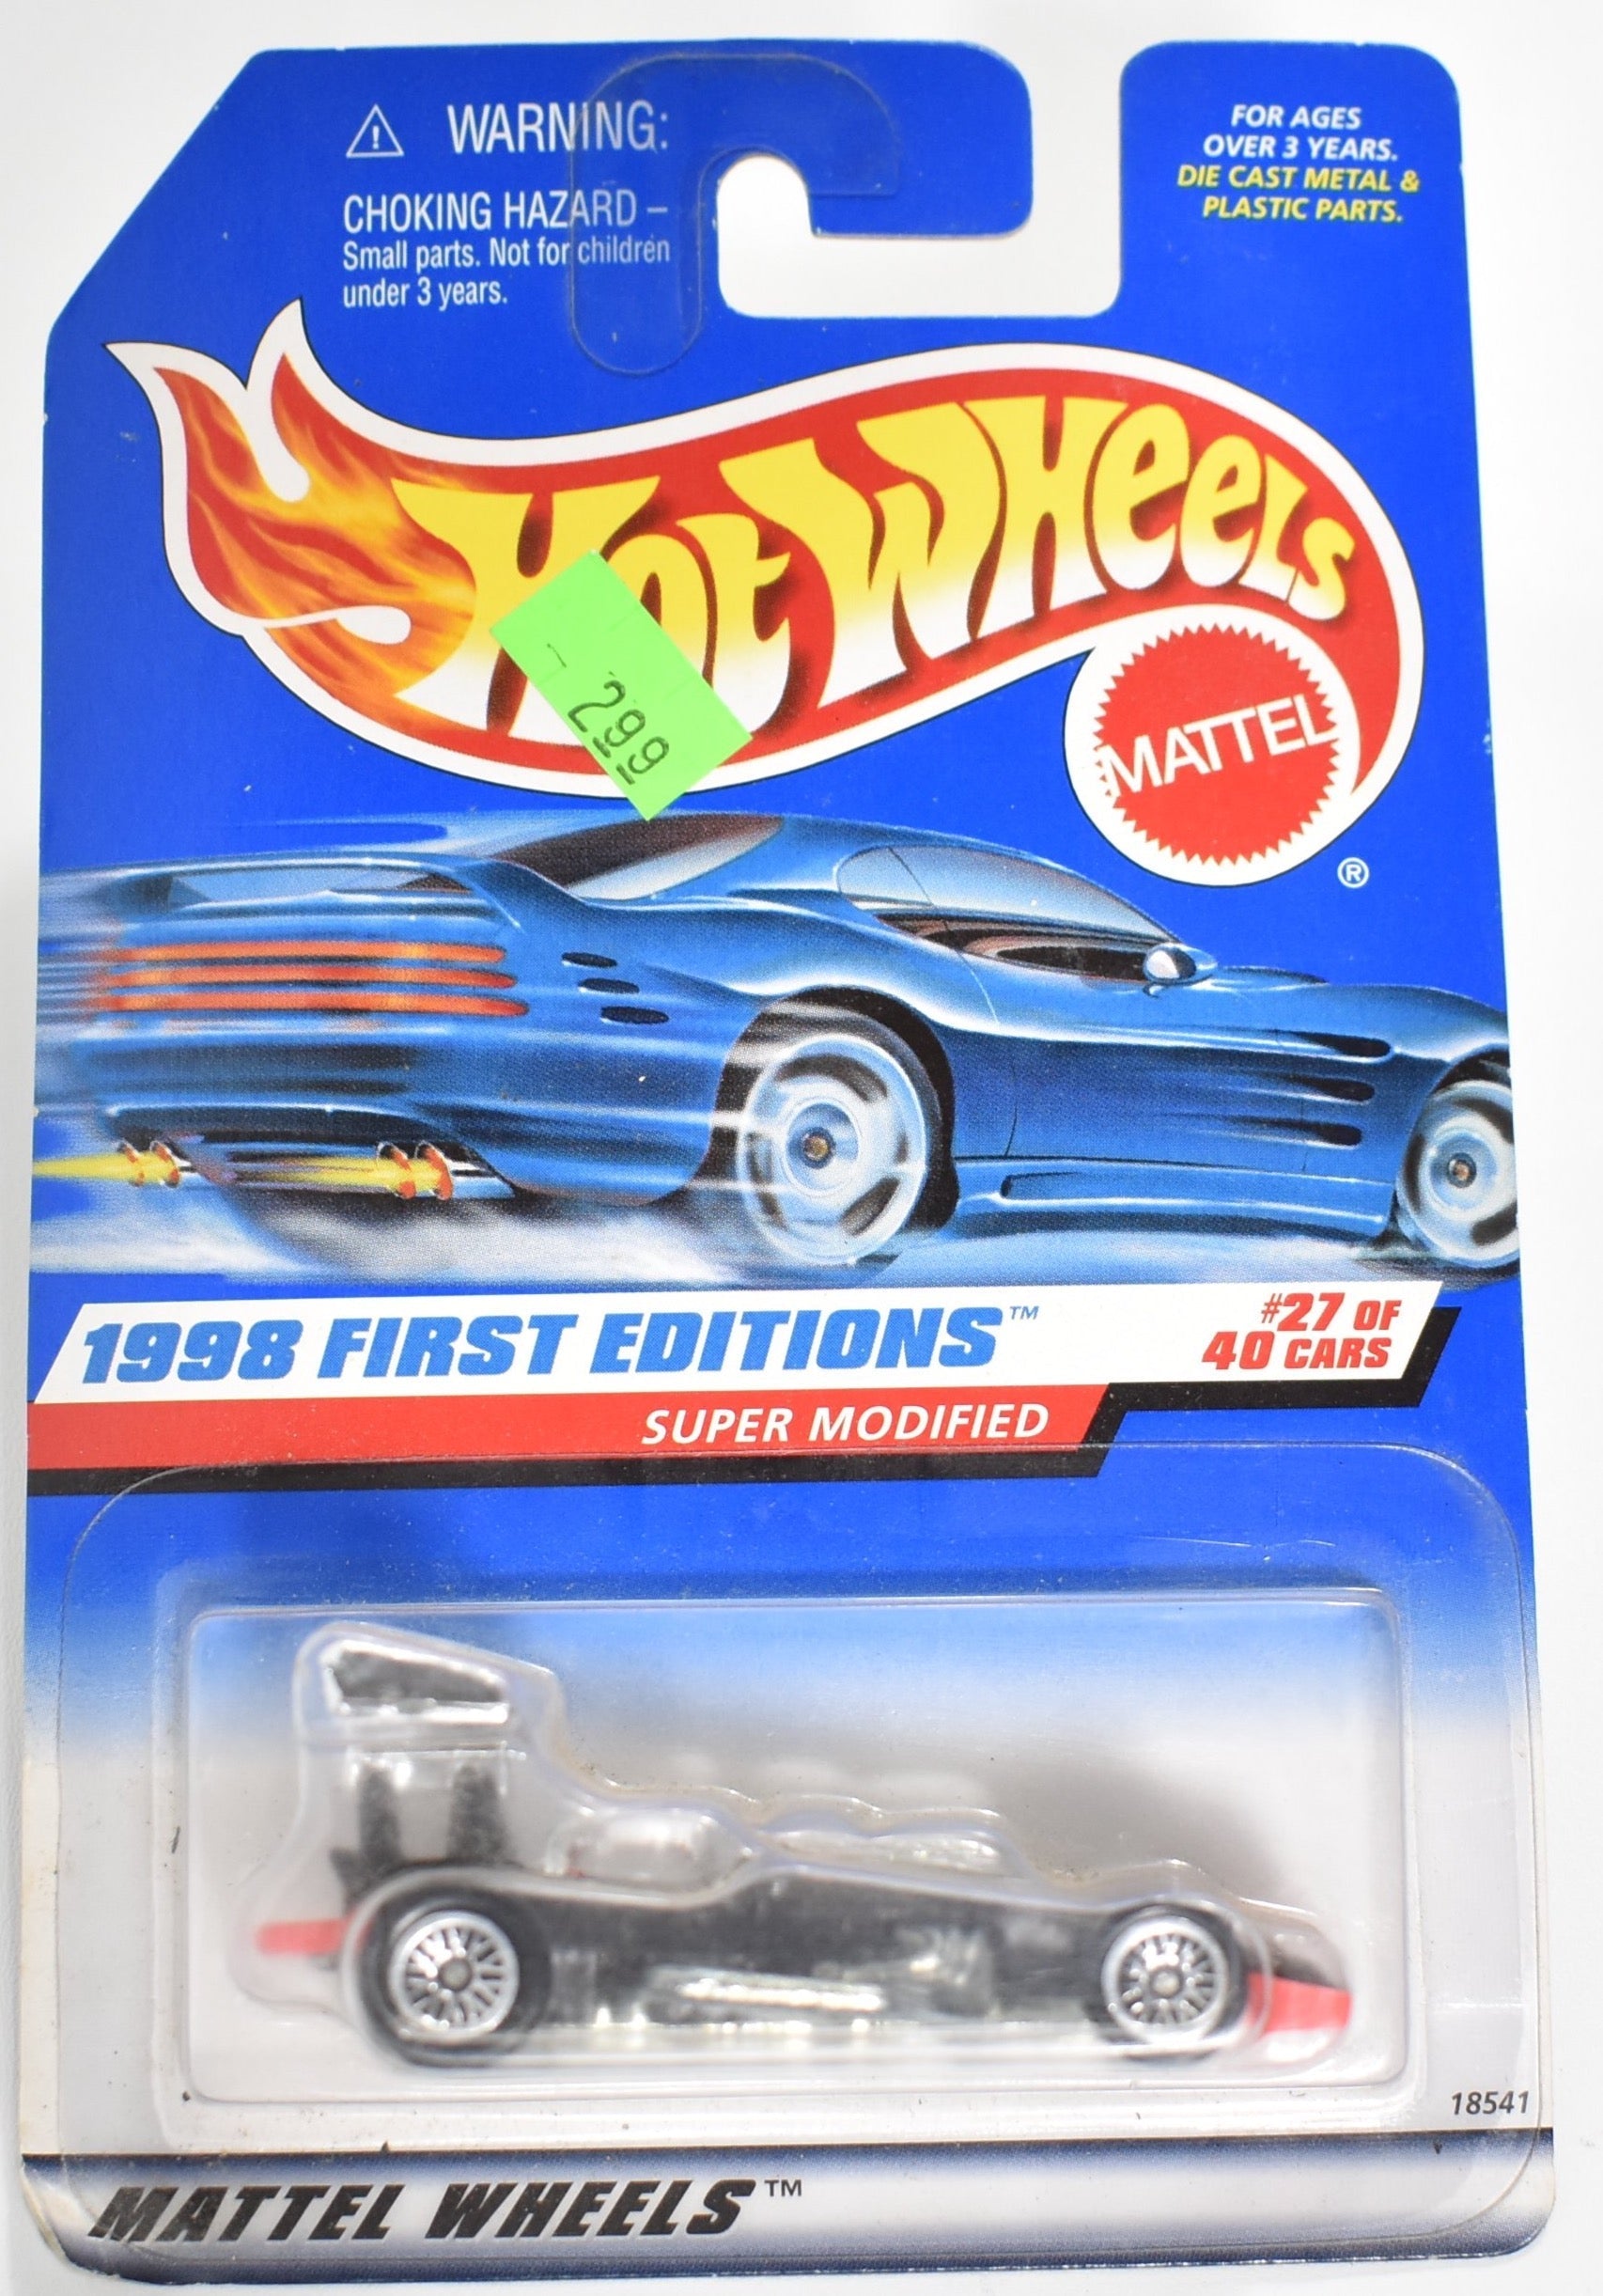 WARNING:
CHOKING HAZARD –
Small parts. Not for children
under 3 years.
FOR AGES
OVER 3 YEARS.
DIE CAST METAL &
PLASTIC PARTS.
Hot Wheels
2.99
MATTEL
®
1998 FIRST EDITIONS™
#27 OF
40 CARS
SUPER MODIFIED
18541
MATTEL WHEELS™